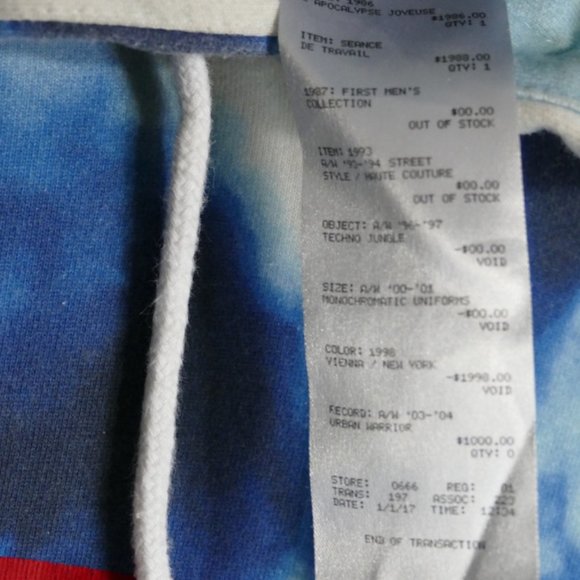 1986
APOCALYPSE JOYEUSE
$1986.00
QTY: 1
ITEM: SEANCE
DE TRAVAIL
$1988.00
QTY: 1
1987: FIRST MEN'S
COLLECTION
$00.00
OUT OF STOCK
ITEM: 1993
A/W '93-'94 STREET
STYLE / HAUTE COUTURE
$00.00
OUT OF STOCK
OBJECT: A/W '96-'97
TECHNO JUNGLE
-$00.00
VOID
SIZE: A/W '00-'01
MONOCHROMATIC UNIFORMS
-$00.00
VOID
COLOR: 1998
VIENNA / NEW YORK
-$1998.00
VOID
RECORD: A/W '03-'04
URBAN WARRIOR
$1000.00
QTY: 0
STORE: 0666 REG: 01
TRANS: 197 ASSOC: 223
DATE: 1/1/17 TIME: 12:34
END OF TRANSACTION